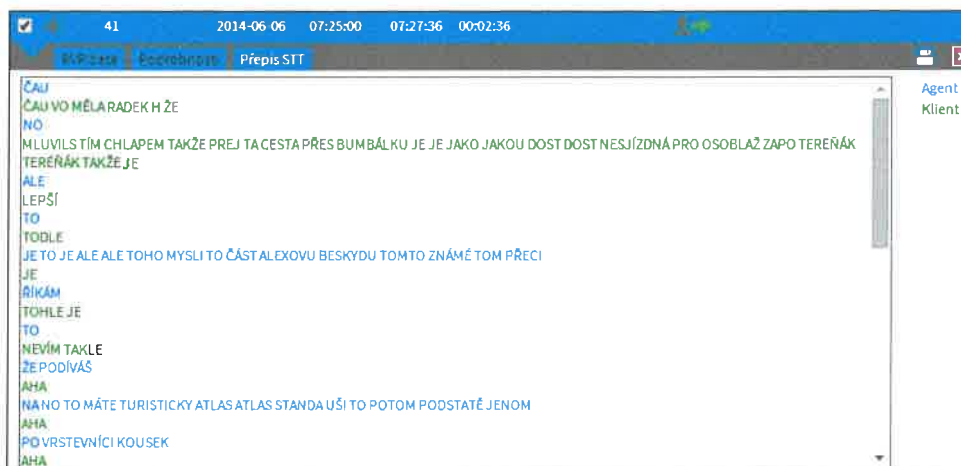 41 2014-06-06 07:25:00 07:27:36 00:02:36
Přepis STT
Agent
Klient
ČAU
ČAU VO MĚLA RADEK H ŽE
NO
MLUVILS TÍM CHLAPEM TAKŽE PREJ TA CESTA PŘES BUMBÁLKU JE JE JAKO JAKOU DOST DOST NESJÍZDNÁ PRO OSOBLAŽ ZAPO TEREŇÁK
TEREŇÁK TAKŽE JE
ALE
LEPŠÍ
TO
TODLE
JE TO JE ALE ALE TOHO MYSLI TO ČÁST ALEXOVU BESKYDU TOMTO ZNÁMÉ TOM PŘECI
JE
ŘÍKÁM
TOHLE JE
TO
NEVÍM TAKLE
ŽE PODÍVÁŠ
AHA
NA NO TO MÁTE TURISTICKY ATLAS ATLAS STANDA UŠI TO POTOM PODSTATĚ JENOM
AHA
PO VRSTEVNÍCI KOUSEK
AHA